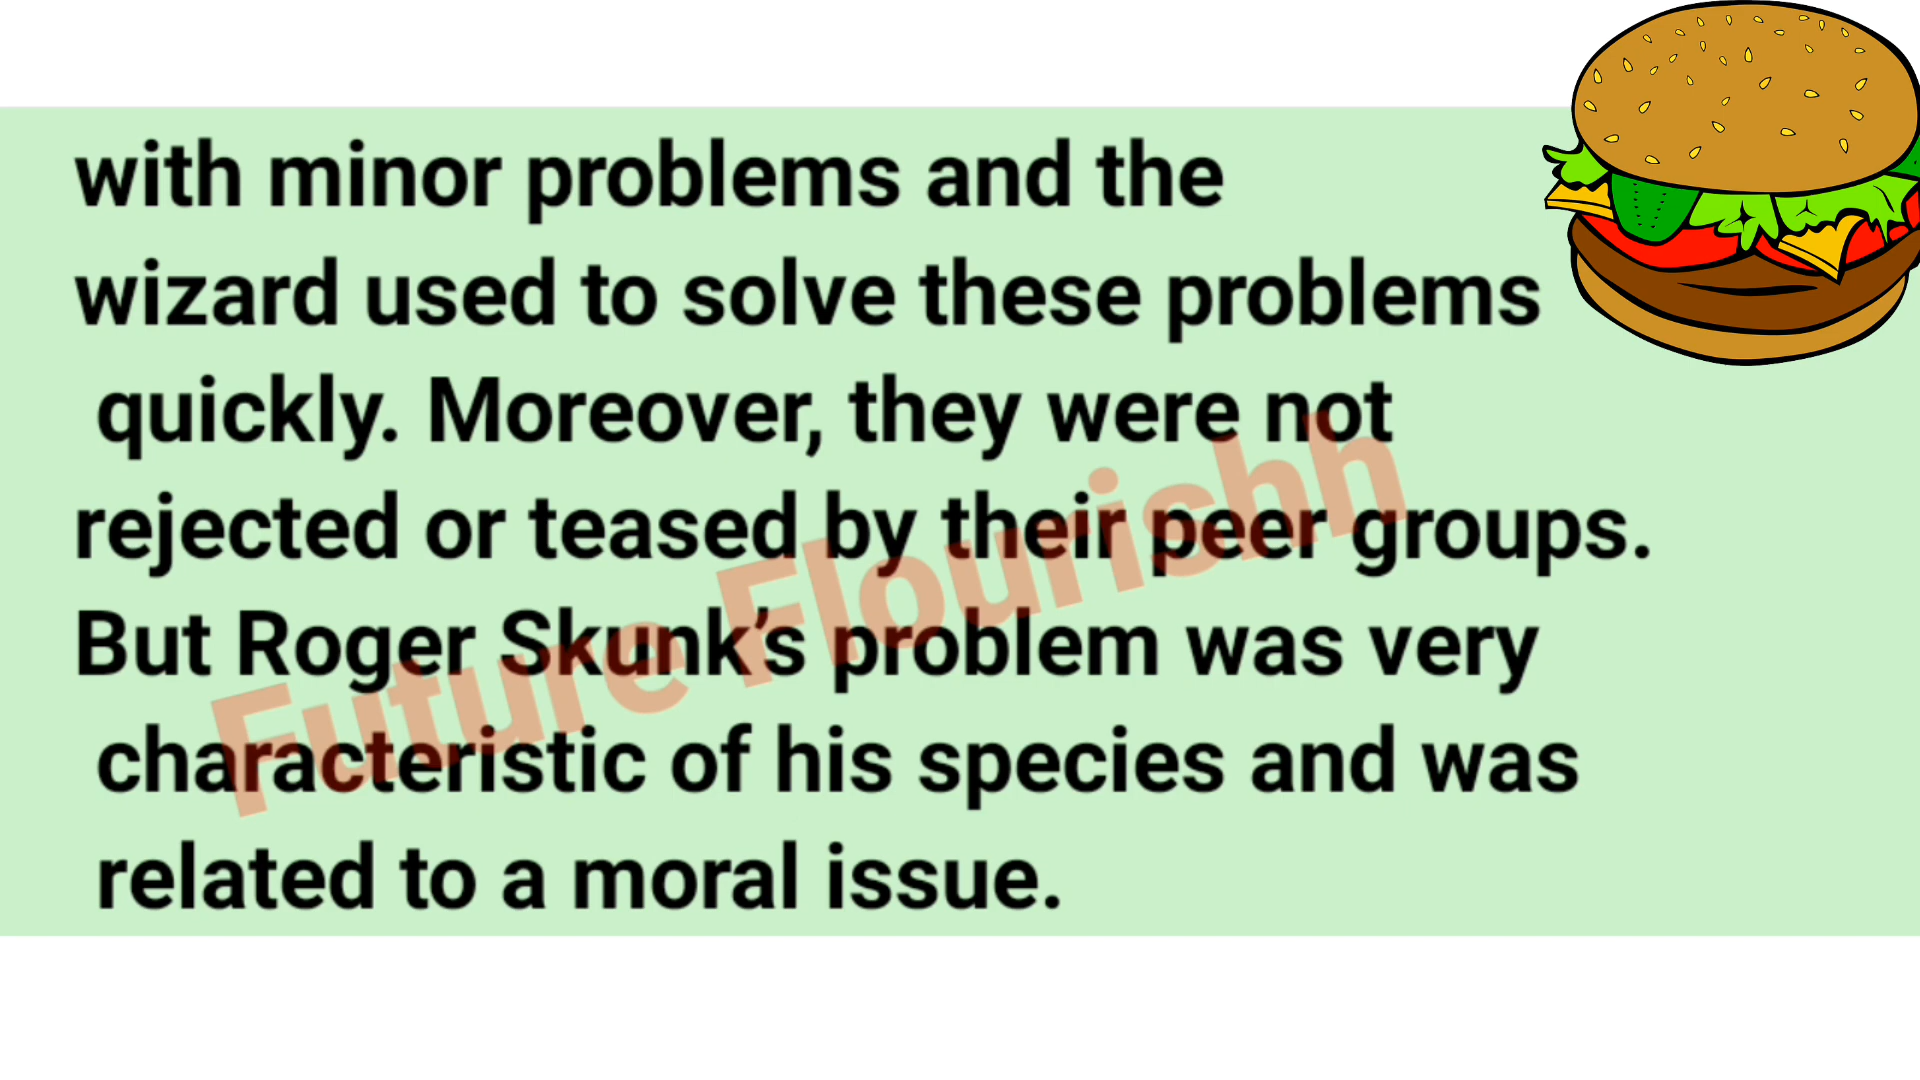 with minor problems and the
wizard used to solve these problems
quickly. Moreover, they were not
rejected or teased by their peer groups.
But Roger Skunk’s problem was very
characteristic of his species and was
related to a moral issue.
Future Flourishh